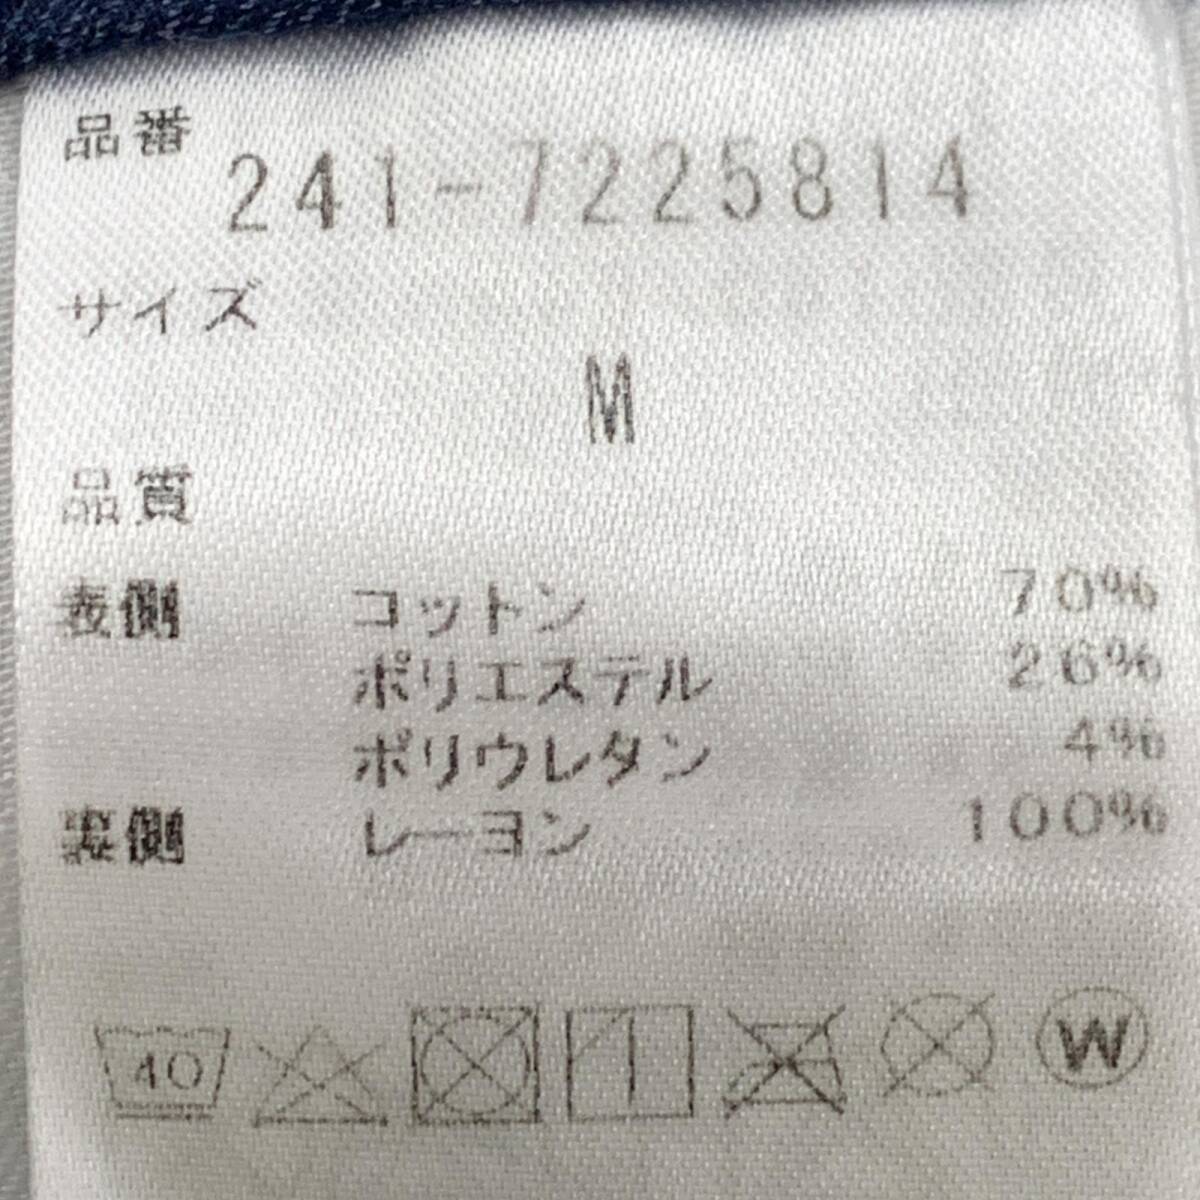 品番
241-7225814
サイズ
M
品質
表側 コットン 70%
ポリエステル 26%
ポリウレタン 4%
裏側 レーヨン 100%
40
W